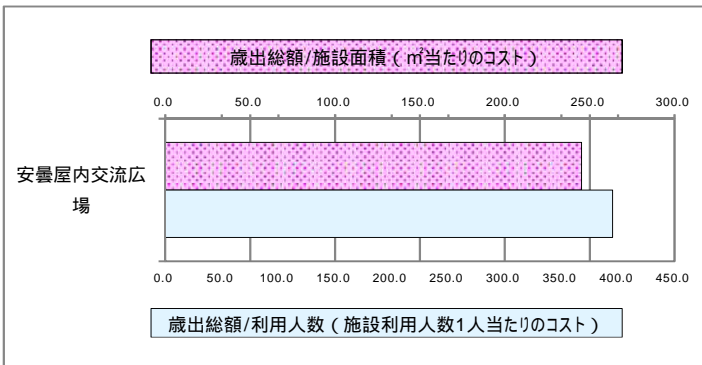 歳出総額/施設面積(㎡当たりのコスト)
0.0 50.0 100.0 150.0 200.0 250.0 300.0
安曇屋内交流広
場
0.0 50.0 100.0 150.0 200.0 250.0 300.0 350.0 400.0 450.0
歳出総額/利用人数(施設利用人数1人当たりのコスト)